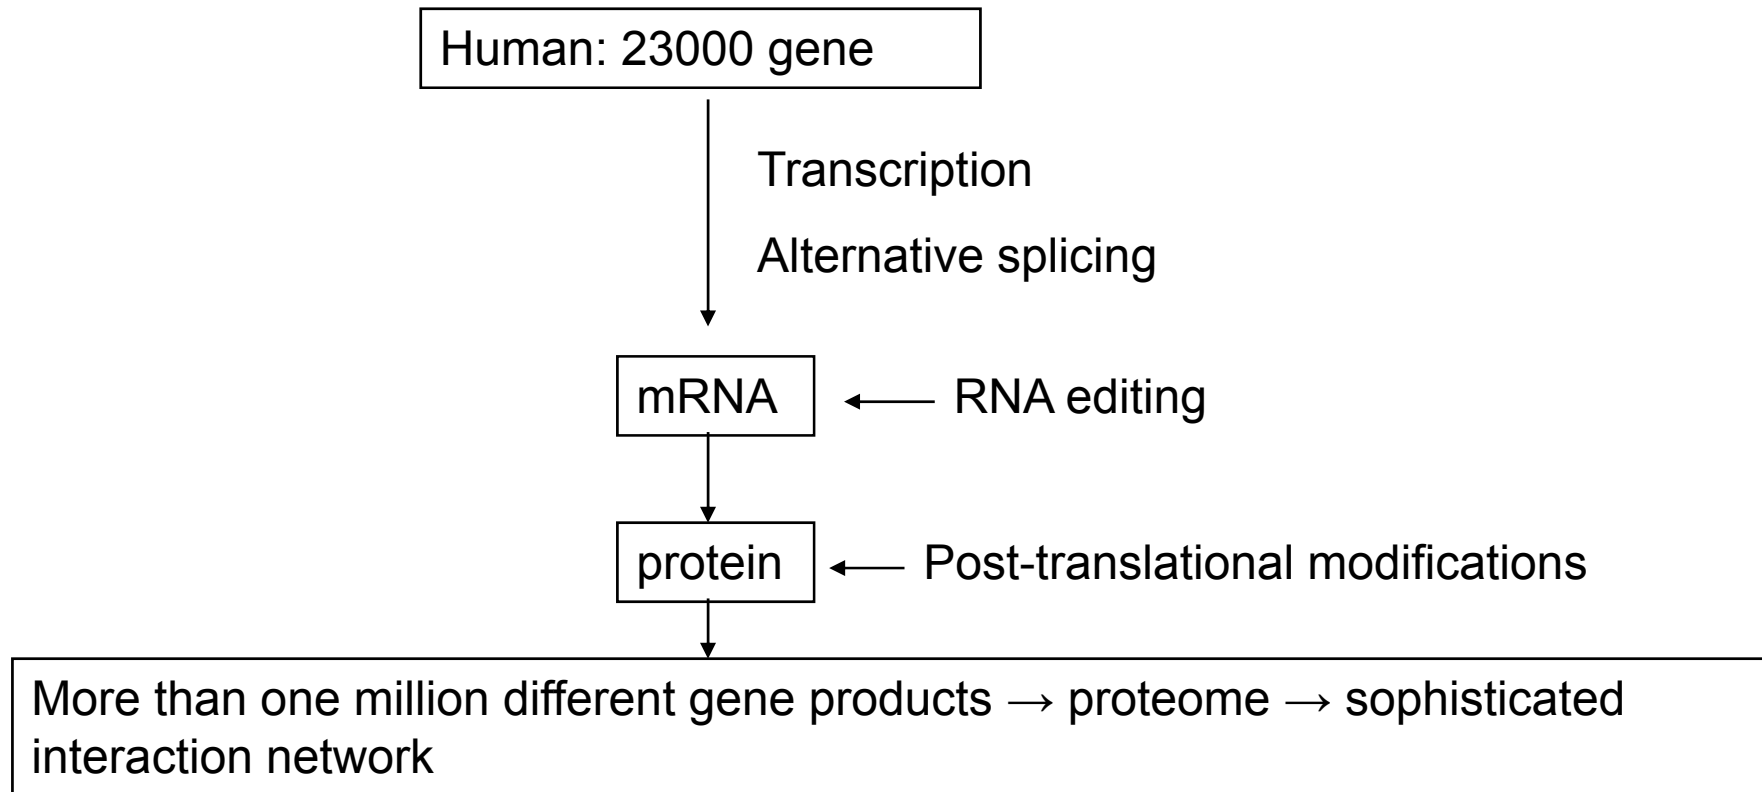 Human: 23000 gene
Transcription
Alternative splicing
mRNA ← RNA editing
protein ← Post-translational modifications
More than one million different gene products → proteome → sophisticated
interaction network